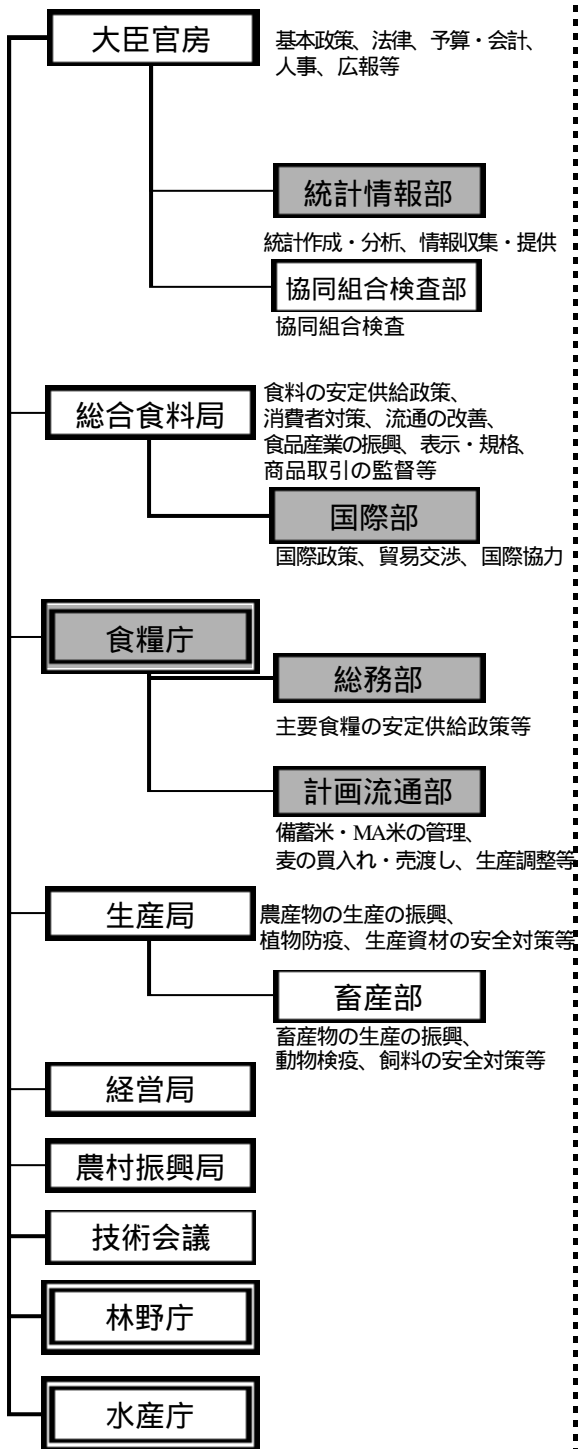 大臣官房
基本政策、法律、予算・会計、
人事、広報等
統計情報部
統計作成・分析、情報収集・提供
協同組合検査部
協同組合検査
総合食料局
食料の安定供給政策、
消費者対策、流通の改善、
食品産業の振興、表示・規格、
商品取引の監督等
国際部
国際政策、貿易交渉、国際協力
食糧庁
総務部
主要食糧の安定供給政策等
計画流通部
備蓄米・MA米の管理、
麦の買入れ・売渡し、生産調整等
生産局
農産物の生産の振興、
植物防疫、生産資材の安全対策等
畜産部
畜産物の生産の振興、
動物検疫、飼料の安全対策等
経営局
農村振興局
技術会議
林野庁
水産庁